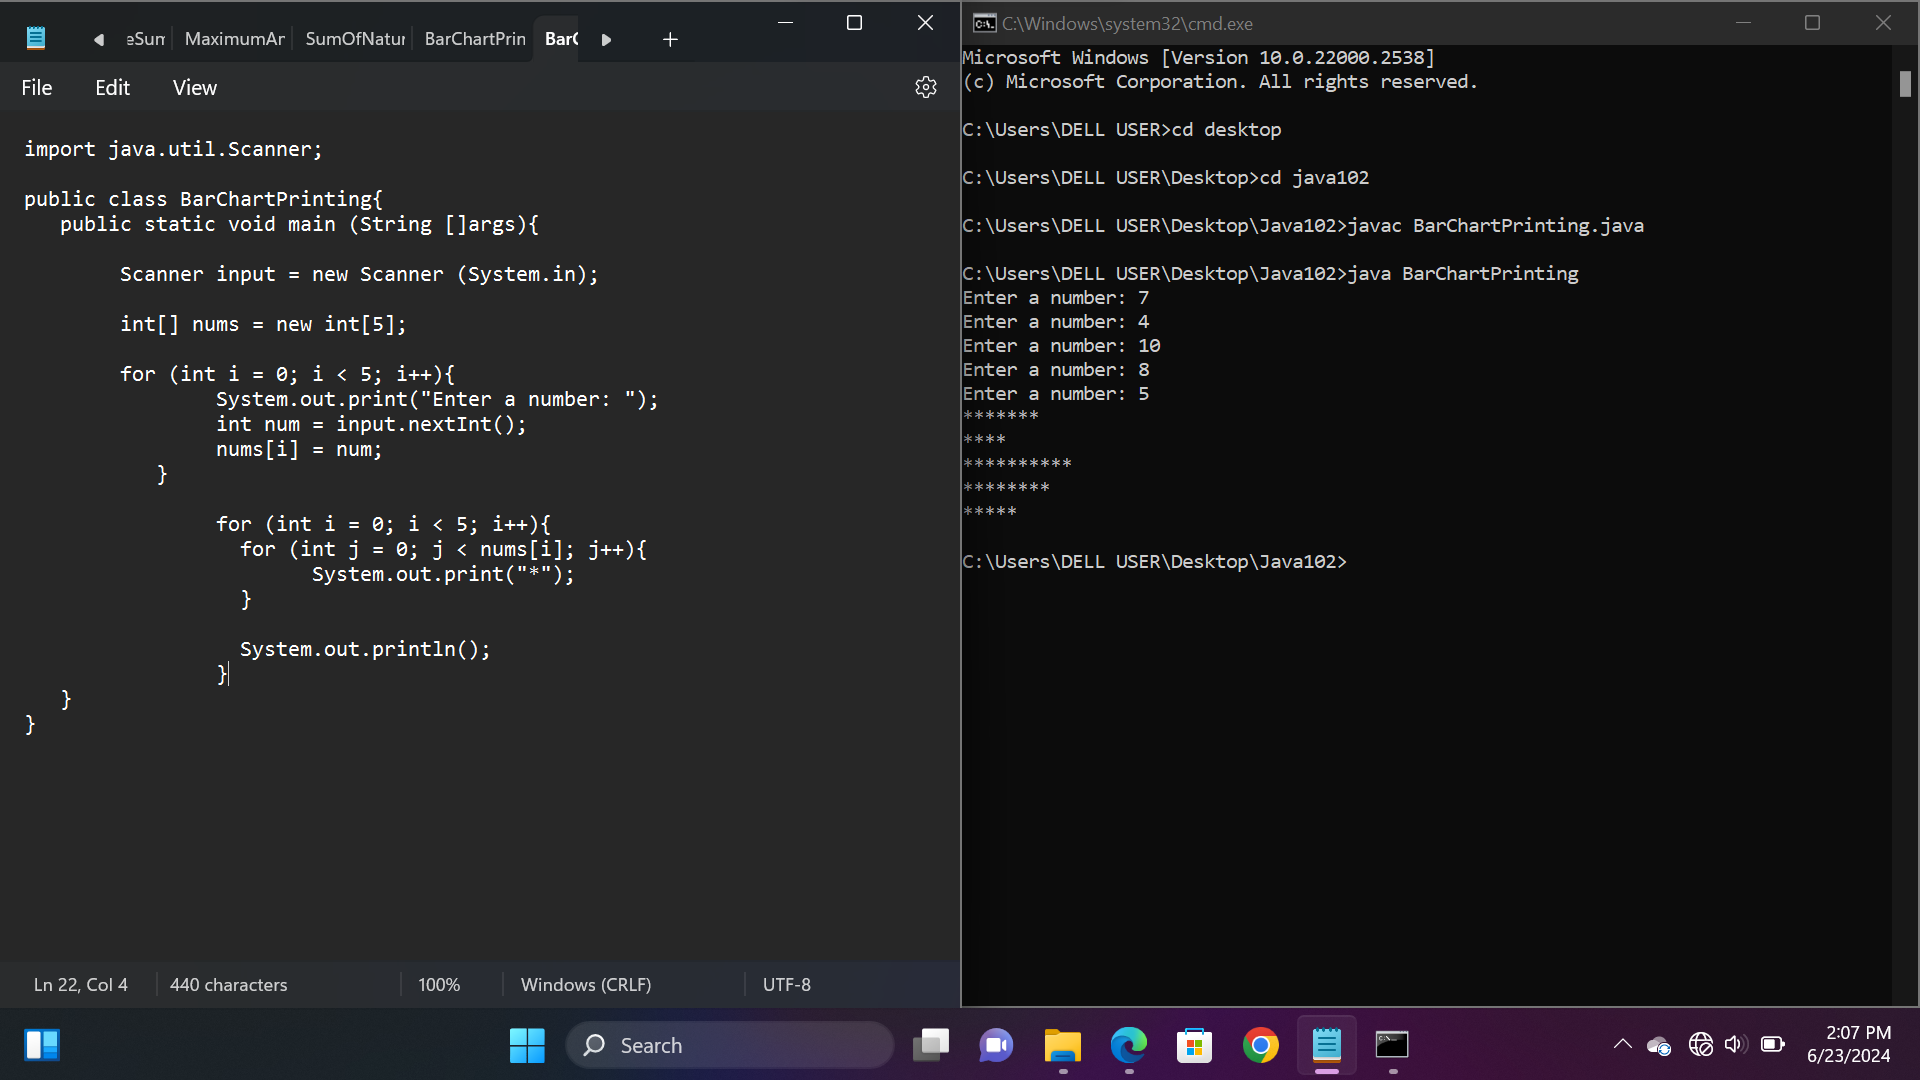 eSum MaximumAr SumOfNatur BarChartPrin BarC
File Edit View
import java.util.Scanner;
public class BarChartPrinting{
public static void main (String []args){
Scanner input = new Scanner (System.in);
int[] nums = new int[5];
for (int i = 0; i < 5; i++){
System.out.print("Enter a number: ");
int num = input.nextInt();
nums[i] = num;
}
for (int i = 0; i < 5; i++){
for (int j = 0; j < nums[i]; j++){
System.out.print("*");
}
System.out.println();
}
}
}
Ln 22, Col 4 440 characters 100% Windows (CRLF) UTF-8
C:\Windows\system32\cmd.exe
Microsoft Windows [Version 10.0.22000.2538]
(c) Microsoft Corporation. All rights reserved.
C:\Users\DELL USER>cd desktop
C:\Users\DELL USER\Desktop>cd java102
C:\Users\DELL USER\Desktop\Java102>javac BarChartPrinting.java
C:\Users\DELL USER\Desktop\Java102>java BarChartPrinting
Enter a number: 7
Enter a number: 4
Enter a number: 10
Enter a number: 8
Enter a number: 5
*******
****
**********
********
*****
C:\Users\DELL USER\Desktop\Java102>
Search
2:07 PM
6/23/2024